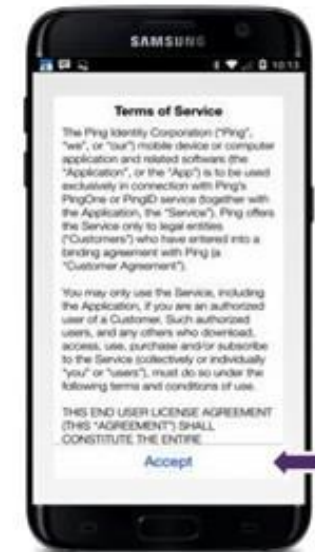 SAMSUNG
10:13
Terms of Service
The Ping Identity Corporation ("Ping",
"we", or "our") mobile device or computer
application and related software (the
"Application", or the "App") is to be used
exclusively in connection with Ping's
PingOne or PingID service (together with
the Application, the "Service"). Ping offers
the Service only to legal entities
("Customers") who have entered into a
binding agreement with Ping (a
"Customer Agreement").
You may only use the Service, including
the Application, if you are an authorized
user of a Customer. Such authorized
users, and any others who download,
access, use, purchase and/or subscribe
to the Service (collectively or individually
"you" or "users"), must do so under the
following terms and conditions of use.
THIS END USER LICENSE AGREEMENT
(THIS "AGREEMENT") SHALL
CONSTITUTE THE ENTIRE
Accept